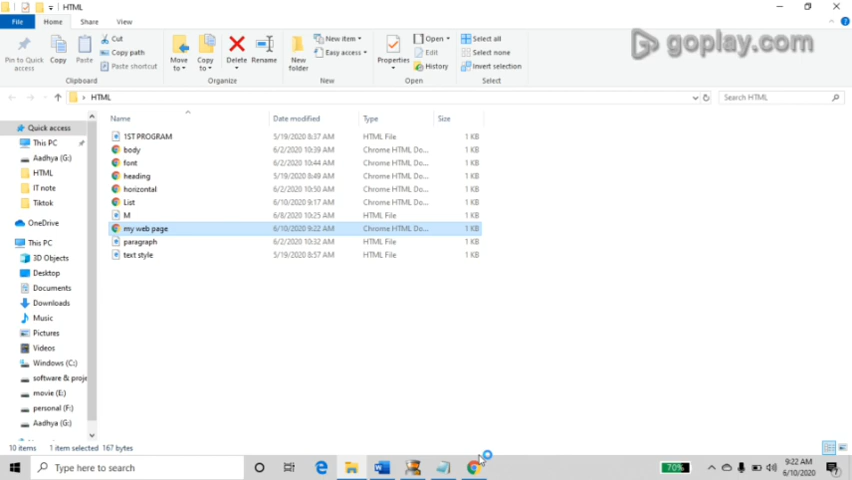 HTML
File Home Share View
Pin to Quick access
Copy
Paste
Cut
Copy path
Paste shortcut
Clipboard
Move to
Copy to
Delete
Rename
Organize
New folder
New item
Easy access
New
Properties
Open
Edit
History
Open
Select all
Select none
Invert selection
Select
goplay.com
HTML
Search HTML
Name Date modified Type Size
1ST PROGRAM 5/19/2020 8:37 AM HTML File 1 KB
body 6/2/2020 10:39 AM Chrome HTML Do... 1 KB
font 6/2/2020 10:44 AM Chrome HTML Do... 1 KB
heading 5/19/2020 8:49 AM Chrome HTML Do... 1 KB
horizontal 6/2/2020 10:50 AM Chrome HTML Do... 1 KB
List 6/10/2020 9:17 AM Chrome HTML Do... 1 KB
M 6/8/2020 10:25 AM HTML File 1 KB
my web page 6/10/2020 9:22 AM Chrome HTML Do... 1 KB
paragraph 6/2/2020 10:32 AM HTML File 1 KB
text style 5/19/2020 8:57 AM HTML File 1 KB
Quick access
This PC
Aadhya (G:)
HTML
IT note
Tiktok
OneDrive
This PC
3D Objects
Desktop
Documents
Downloads
Music
Pictures
Videos
Windows (C:)
software & proje
movie (E:)
personal (F:)
Aadhya (G:)
10 items 1 item selected 167 bytes
Type here to search
70%
9:22 AM
6/10/2020